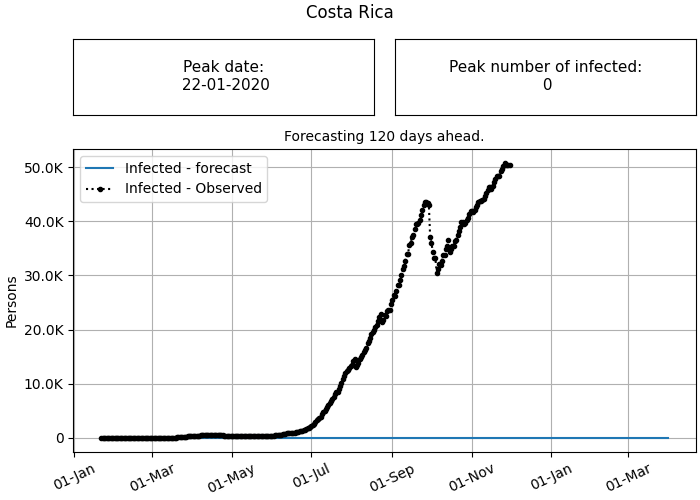 Costa Rica
Peak date:
22-01-2020
Peak number of infected:
0
Forecasting 120 days ahead.
Infected - forecast
Infected - Observed
Persons
50.0K
40.0K
30.0K
20.0K
10.0K
0
01-Jan
01-Mar
01-May
01-Jul
01-Sep
01-Nov
01-Jan
01-Mar